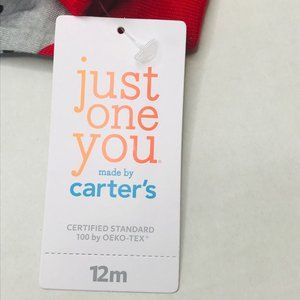 just
one
you.
made by
carter's
CERTIFIED STANDARD
100 by OEKO-TEX®
12m